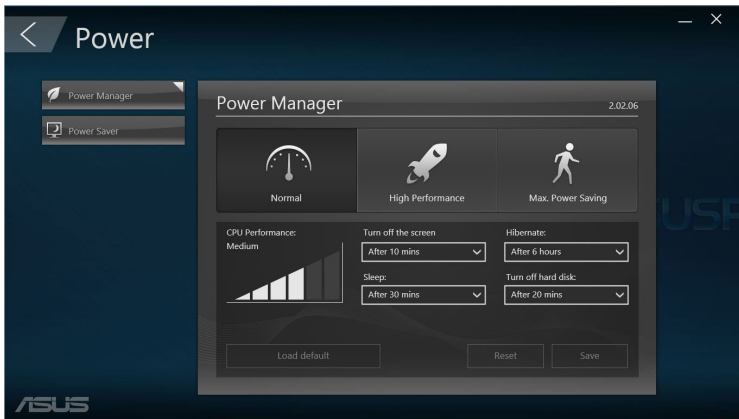 Power
Power Manager
Power Saver
Power Manager
2.02.06
Normal
High Performance
Max. Power Saving
CPU Performance:
Medium
Turn off the screen
After 10 mins
Hibernate:
After 6 hours
Sleep:
After 30 mins
Turn off hard disk:
After 20 mins
Load default
Reset
Save
ASUS